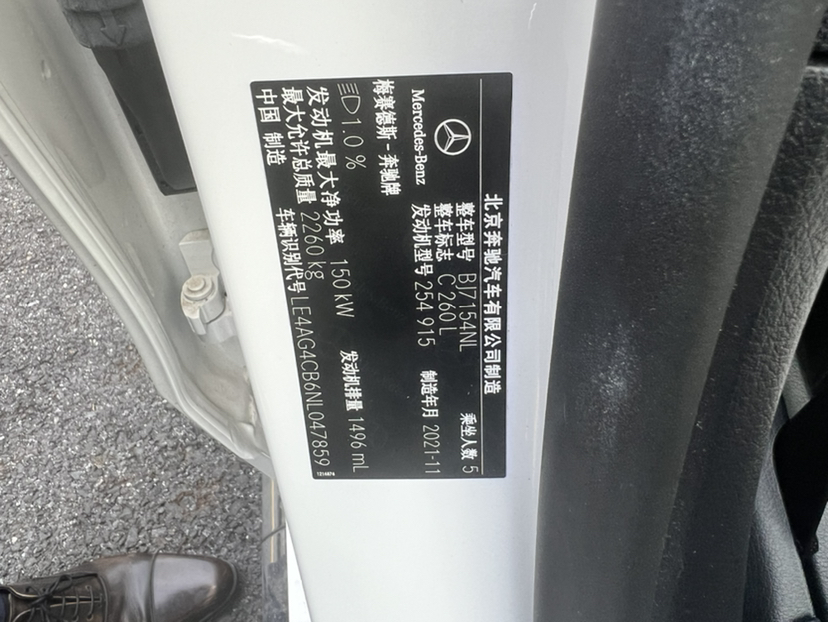 北京奔驰汽车有限公司制造
Mercedes-Benz
梅赛德斯-奔驰牌
整车型号 BJ7154NL 乘坐人数 5
整车标志 C 260 L
发动机型号 254 915 制造年月 2021-11
1.0 %
发动机最大净功率 150 kW 发动机排量 1496 mL
最大允许总质量 2260 kg
中国 制造 车辆识别代号 LE4AG4CB6NL047859